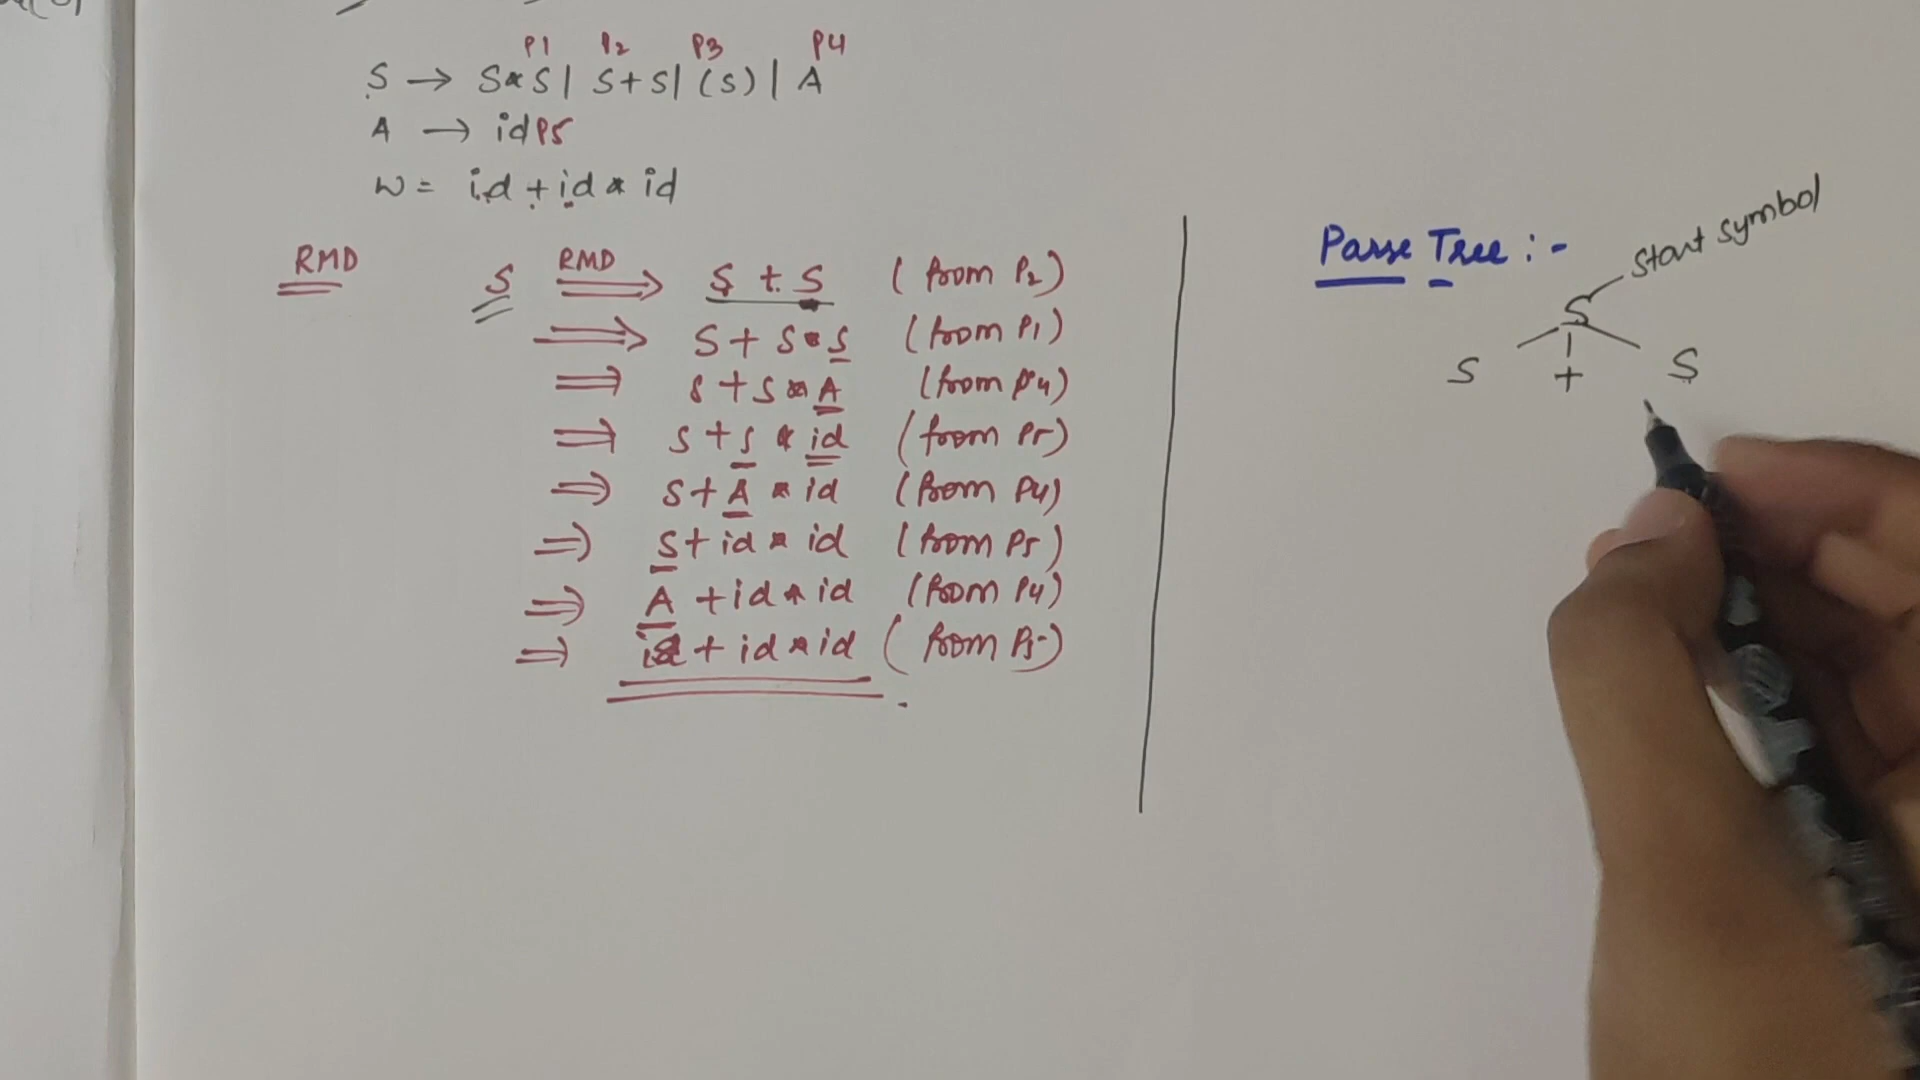 P1 P2 P3 P4
S → S*S | S+S | (S) | A
A → id P5
W = id + id * id
RMD S RMD ⟹ S + S (from P2)
⟹ S + S * S (from P1)
⟹ S + S * A (from P4)
⟹ S + S * id (from P5)
⟹ S + A * id (from P4)
⟹ S + id * id (from P5)
⟹ A + id * id (from P4)
⟹ id + id * id (from P5)
Parse Tree :-
Start symbol
S
S + S